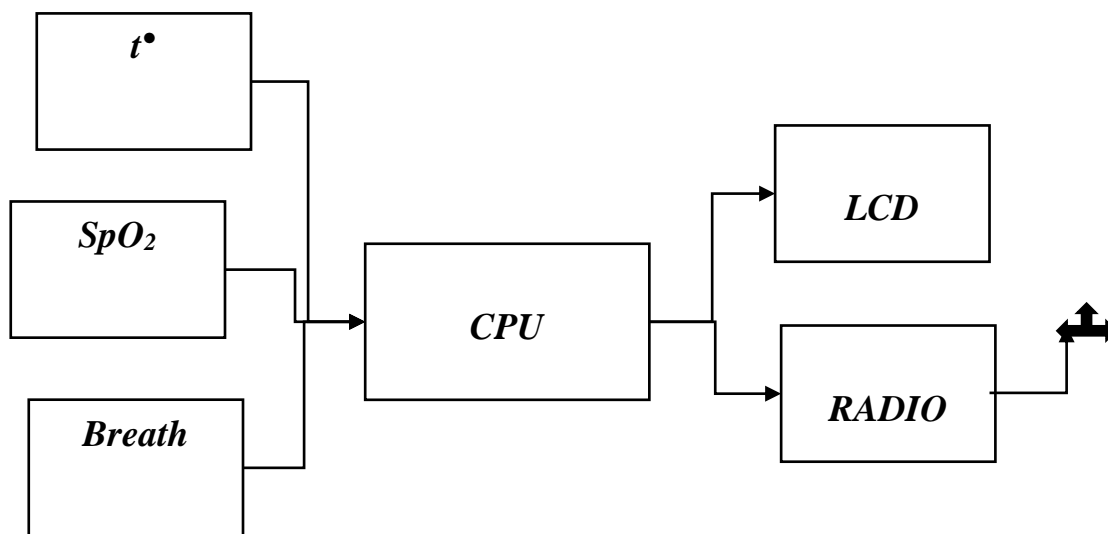 t•
SpO₂
Breath
CPU
LCD
RADIO